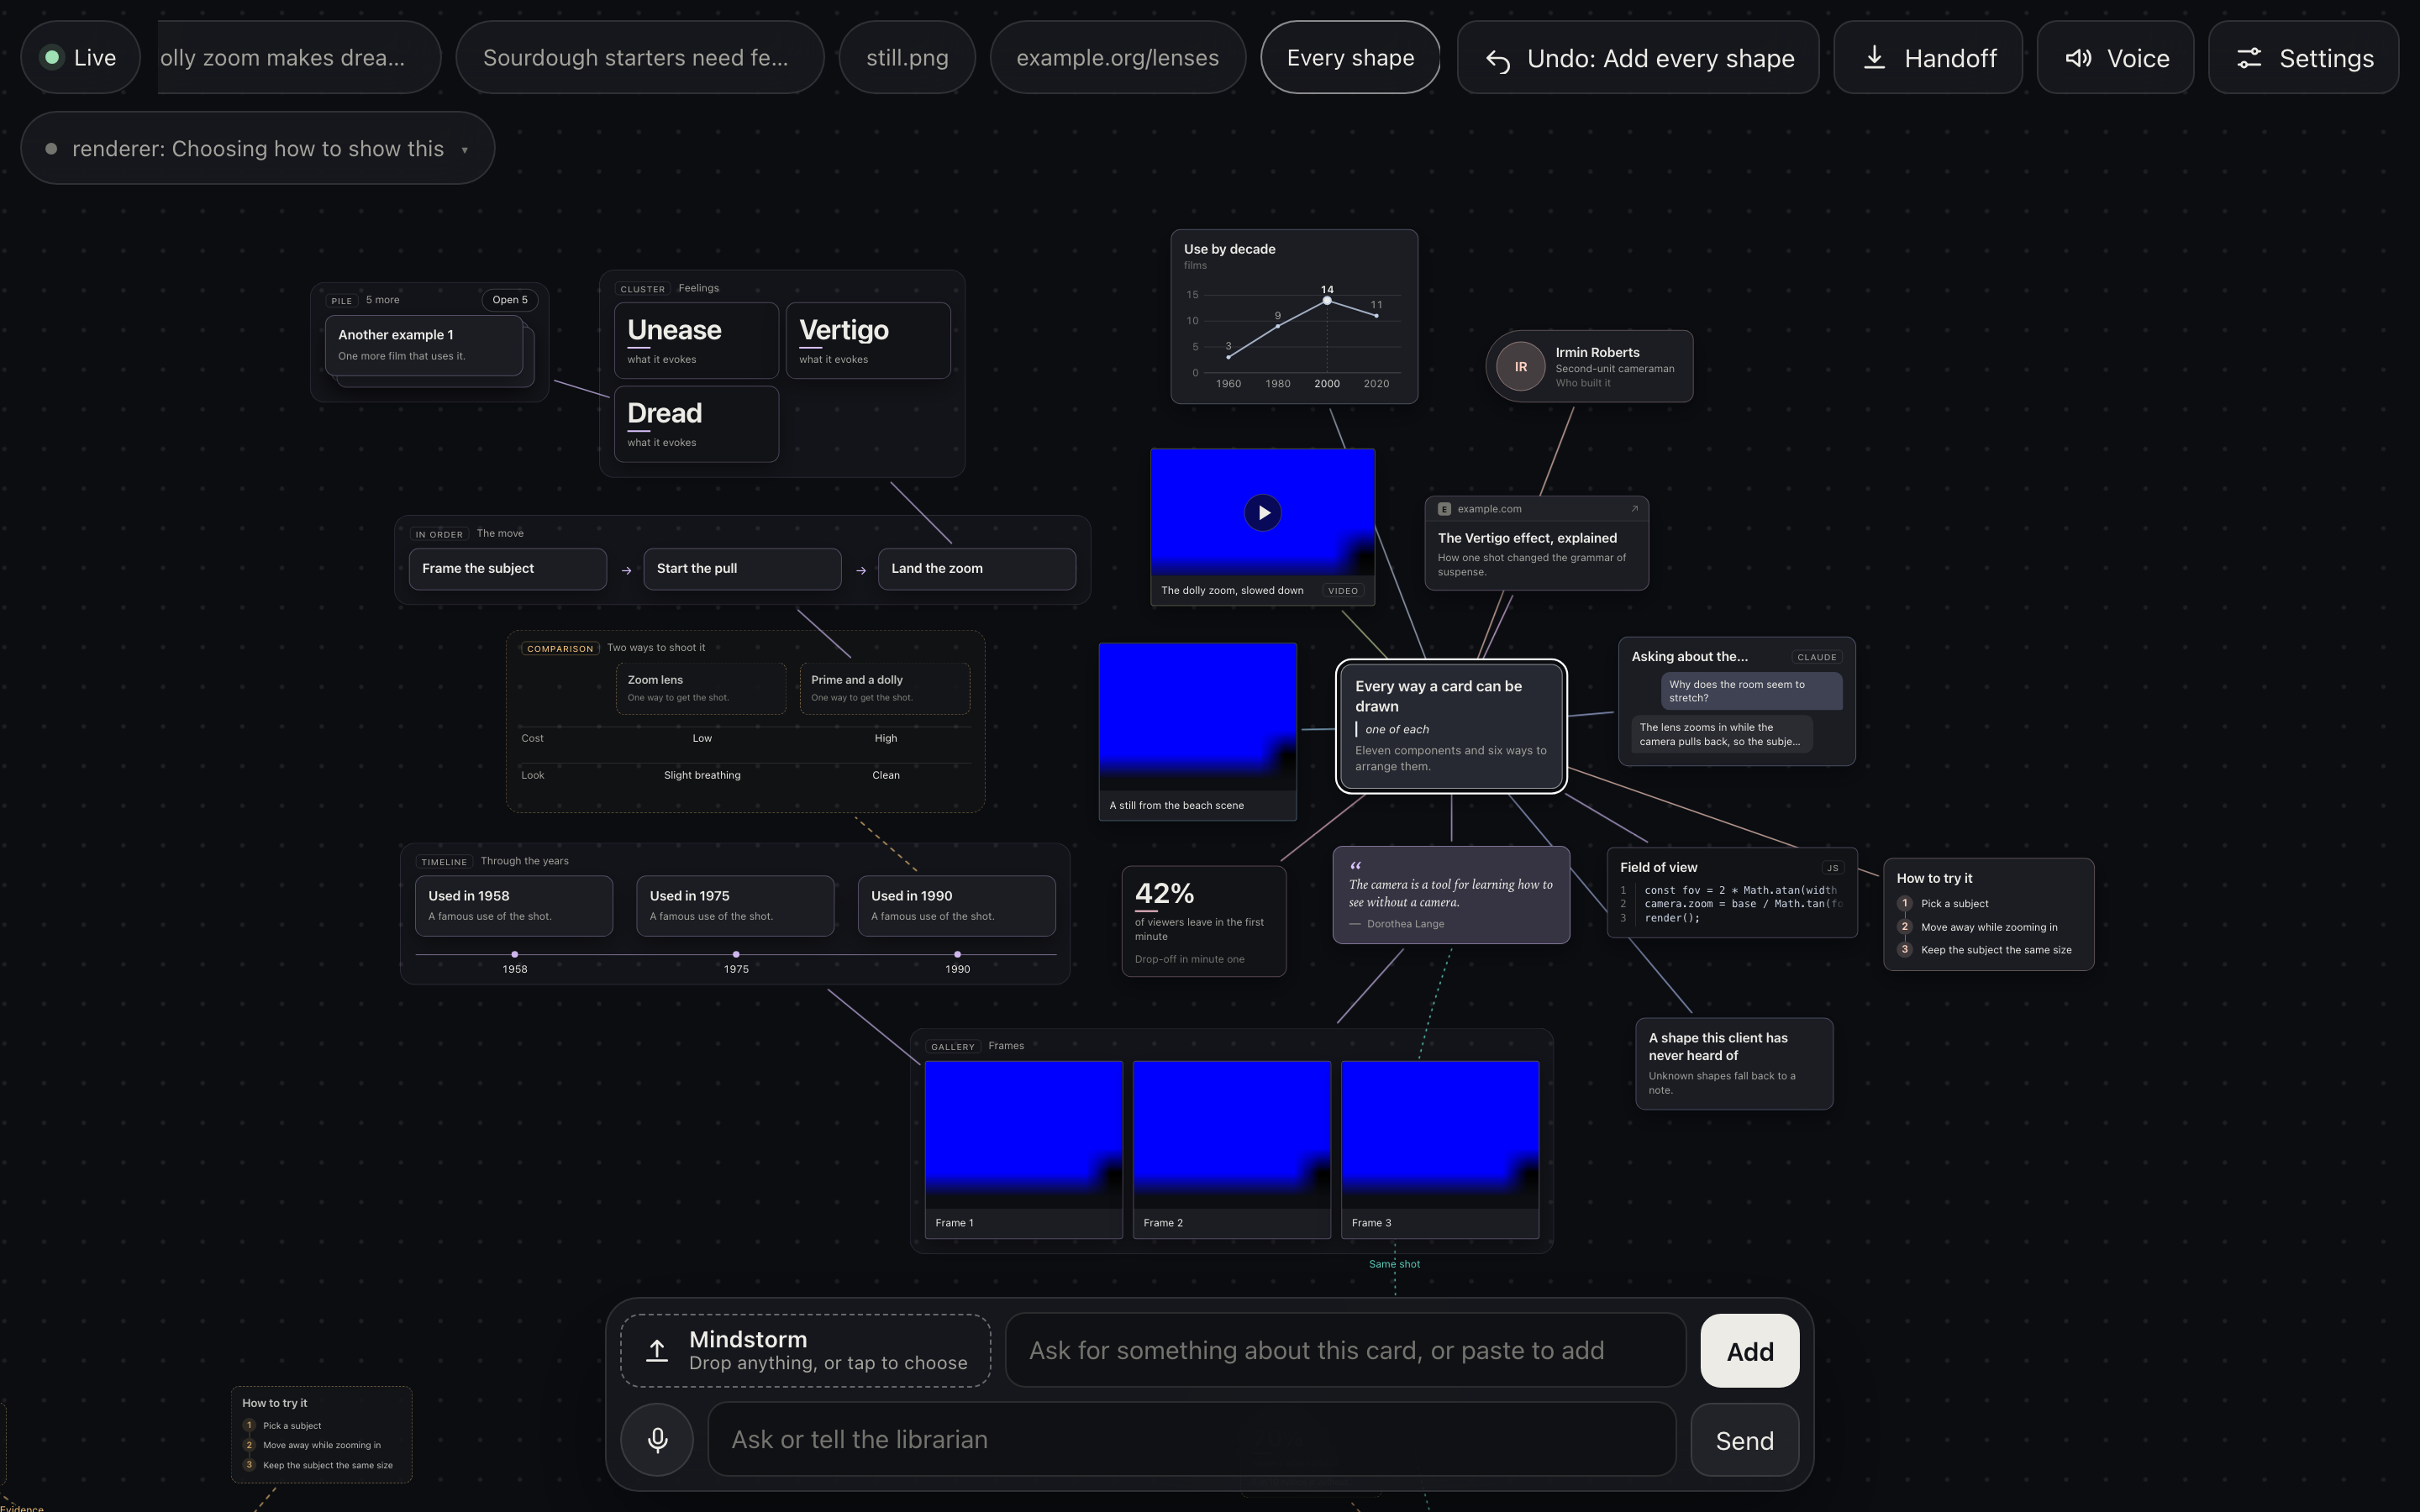 Live
olly zoom makes drea...
Sourdough starters need fe...
still.png
example.org/lenses
Every shape
Undo: Add every shape
Handoff
Voice
Settings
renderer: Choosing how to show this
PILE 5 more
Open 5
Another example 1
One more film that uses it.
CLUSTER Feelings
Unease
what it evokes
Vertigo
what it evokes
Dread
what it evokes
Use by decade
films
15
10
5
0
3
9
14
11
1960 1980 2000 2020
IR
Irmin Roberts
Second-unit cameraman
Who built it
IN ORDER The move
Frame the subject
→
Start the pull
→
Land the zoom
The dolly zoom, slowed down
VIDEO
E example.com
The Vertigo effect, explained
How one shot changed the grammar of
suspense.
COMPARISON Two ways to shoot it
Zoom lens
One way to get the shot.
Prime and a dolly
One way to get the shot.
Cost Low High
Look Slight breathing Clean
A still from the beach scene
Every way a card can be
drawn
one of each
Eleven components and six ways to
arrange them.
Asking about the...
CLAUDE
Why does the room seem to
stretch?
The lens zooms in while the
camera pulls back, so the subje...
TIMELINE Through the years
Used in 1958
A famous use of the shot.
Used in 1975
A famous use of the shot.
Used in 1990
A famous use of the shot.
1958 1975 1990
42%
of viewers leave in the first
minute
Drop-off in minute one
“
The camera is a tool for learning how to
see without a camera.
— Dorothea Lange
Field of view
JS
1 const fov = 2 * Math.atan(width
2 camera.zoom = base / Math.tan(fo
3 render();
How to try it
1 Pick a subject
2 Move away while zooming in
3 Keep the subject the same size
A shape this client has
never heard of
Unknown shapes fall back to a
note.
GALLERY Frames
Frame 1
Frame 2
Frame 3
Same shot
Mindstorm
Drop anything, or tap to choose
Ask for something about this card, or paste to add
Add
Ask or tell the librarian
Send
How to try it
1 Pick a subject
2 Move away while zooming in
3 Keep the subject the same size
Evidence